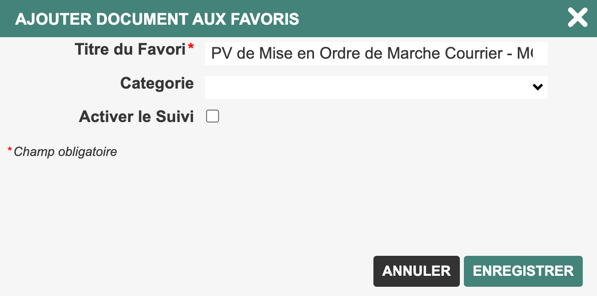 AJOUTER DOCUMENT AUX FAVORIS
Titre du Favori* PV de Mise en Ordre de Marche Courrier -
Categorie
Activer le Suivi
*Champ obligatoire
ANNULER ENREGISTRER